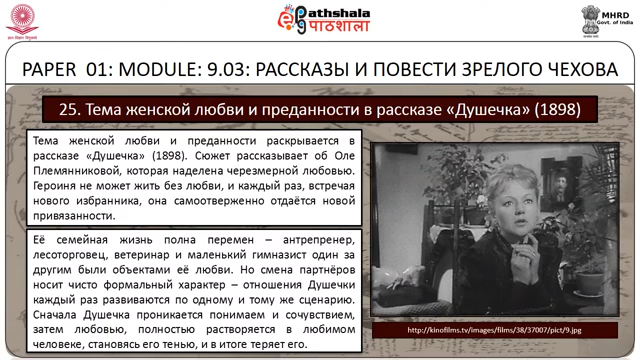 Pathshala
पाठशाला
MHRD
Govt. of India
PAPER 01: MODULE: 9.03: РАССКАЗЫ И ПОВЕСТИ ЗРЕЛОГО ЧЕХОВА
25. Тема женской любви и преданности в рассказе «Душечка» (1898)
Тема женской любви и преданности раскрывается в
рассказе «Душечка» (1898). Сюжет рассказывает об Оле
Племянниковой, которая наделена черезмерной любовью.
Героиня не может жить без любви, и каждый раз, встречая
нового избранника, она самоотверженно отдаётся новой
привязанности.
Её семейная жизнь полна перемен – антрепренер,
лесоторговец, ветеринар и маленький гимназист один за
другим были объектами её любви. Но смена партнёров
носит чисто формальный характер – отношения Душечки
каждый раз развиваются по одному и тому же сценарию.
Сначала Душечка проникается понимаем и сочувствием,
затем любовью, полностью растворяется в любимом
человеке, становясь его тенью, и в итоге теряет его.
http://kinofilms.tv/images/films/38/37007/pict/9.jpg